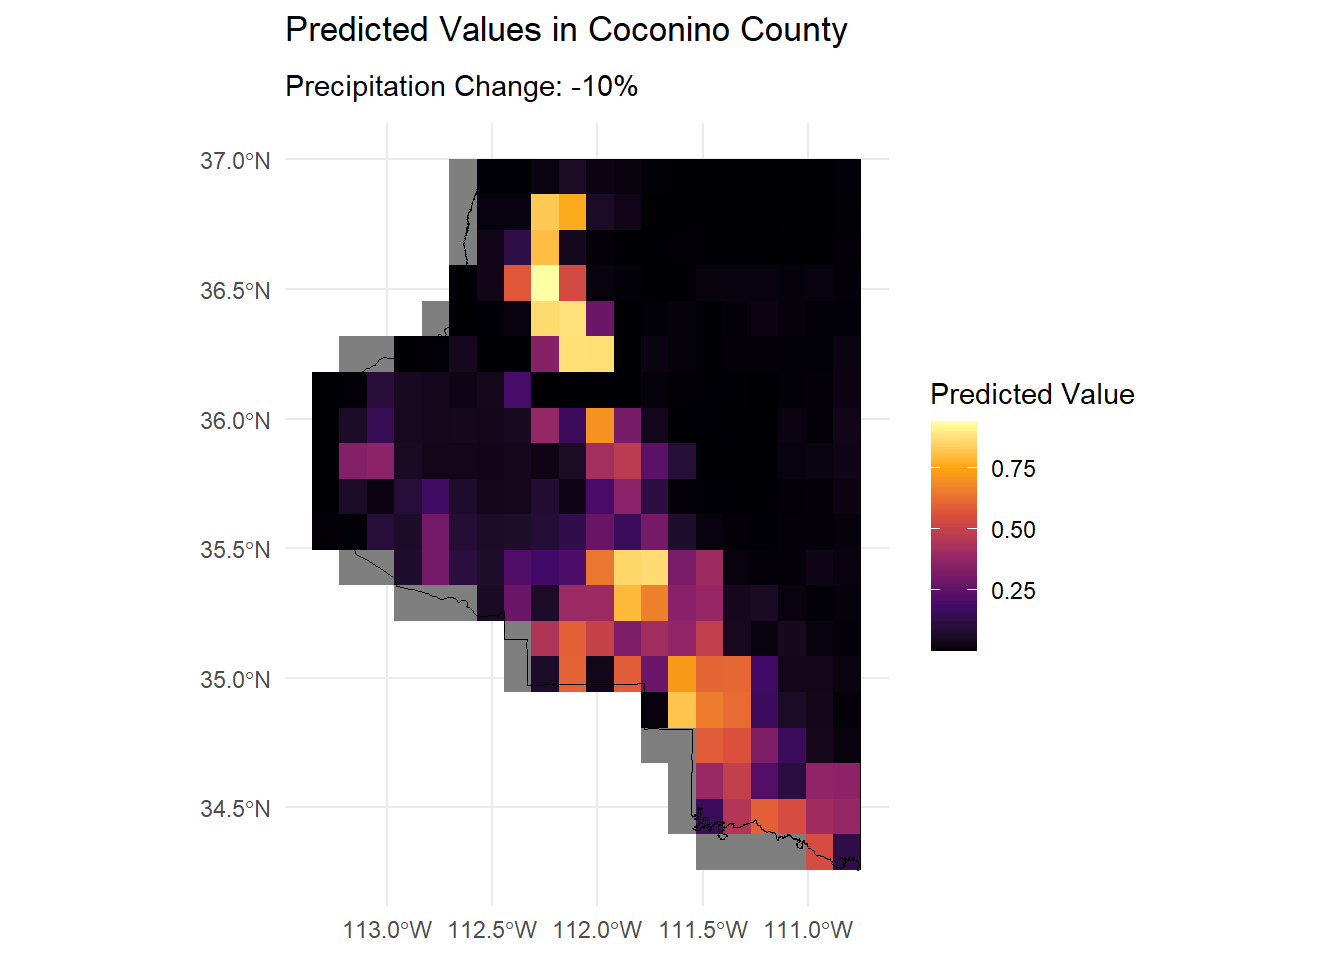 Predicted Values in Coconino County
Precipitation Change: -10%
37.0°N
36.5°N
36.0°N
35.5°N
35.0°N
34.5°N
113.0°W 112.5°W 112.0°W 111.5°W 111.0°W
Predicted Value
0.75
0.50
0.25